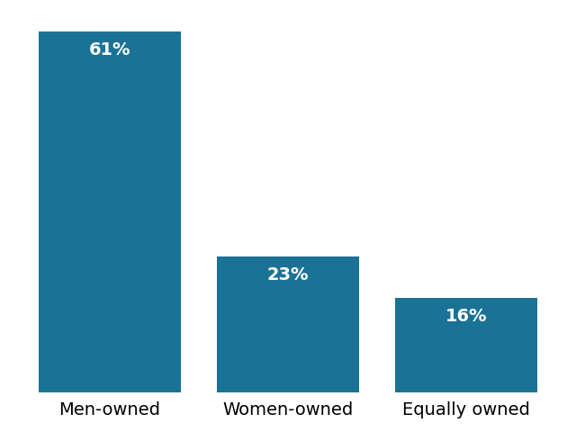 61%
23%
16%
Men-owned
Women-owned
Equally owned